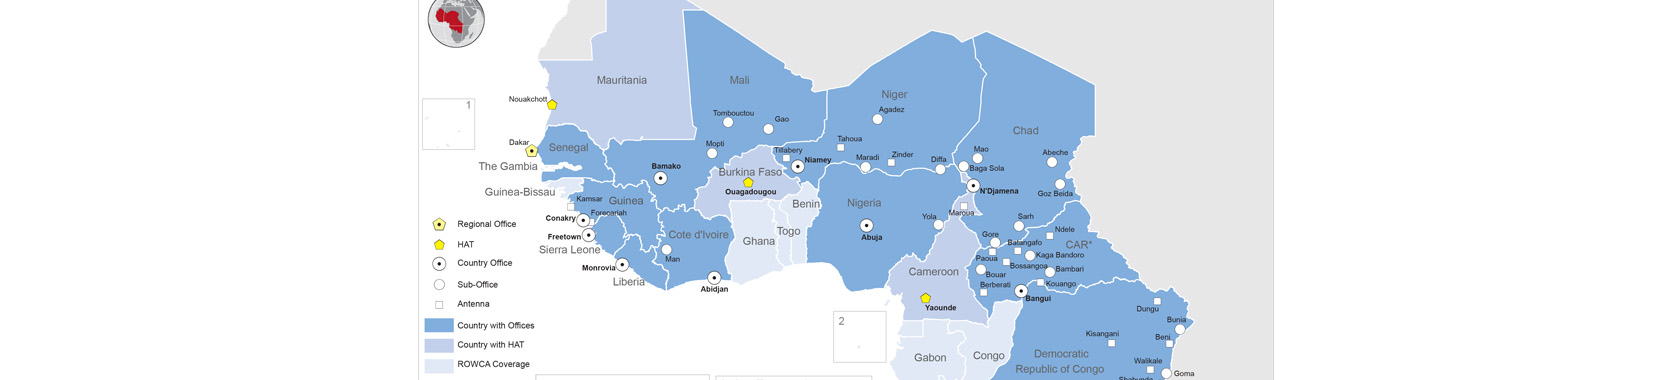 1
Mauritania
Mali
Niger
Chad
Nouakchott
Tombouctou
Gao
Agadez
Dakar
Senegal
Mopti
Tillabery
Tahoua
Maradi
Zinder
Diffa
Mao
Baga Sola
Abeche
The Gambia
Bamako
Burkina Faso
Niamey
N'Djamena
Goz Beida
Guinea-Bissau
Ouagadougou
Kamsar
Guinea
Benin
Nigeria
Maroua
Conakry
Forecariah
Yola
Sarh
Regional Office
Freetown
Cote d'Ivoire
Ghana
Togo
Abuja
Gore
Ndele
HAT
Sierra Leone
Batangafo
CAR*
Country Office
Monrovia
Man
Paoua
Kaga Bandoro
Bossangoa
Cameroon
Bouar
Bambari
Sub-Office
Liberia
Abidjan
Berberati
Kouango
Bangui
Antenna
Yaounde
Dungu
Country with Offices
2
Bunia
Kisangani
Beni
Country with HAT
Gabon
Congo
Democratic
Republic of Congo
Walikale
ROWCA Coverage
Goma